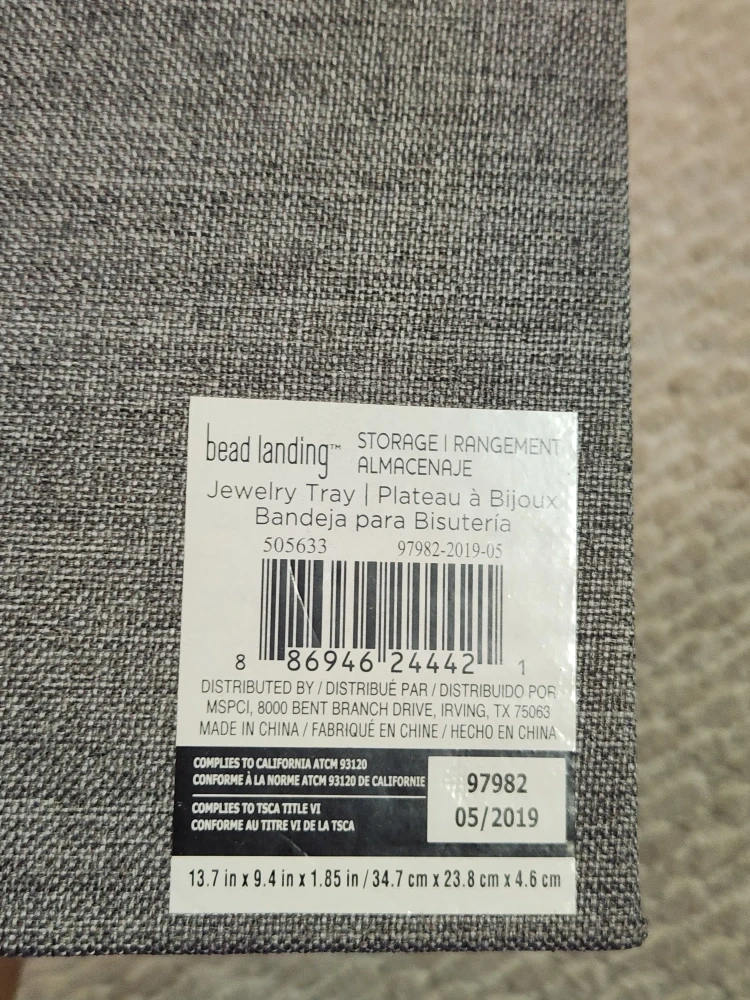 bead landing™
STORAGE | RANGEMENT
ALMACENAJE
Jewelry Tray | Plateau à Bijoux
Bandeja para Bisutería
505633 97982-2019-05
8 86946 24442 1
DISTRIBUTED BY / DISTRIBUÉ PAR / DISTRIBUIDO POR
MSPCI, 8000 BENT BRANCH DRIVE, IRVING, TX 75063
MADE IN CHINA / FABRIQUÉ EN CHINE / HECHO EN CHINA
COMPLIES TO CALIFORNIA ATCM 93120
CONFORME À LA NORME ATCM 93120 DE CALIFORNIE
COMPLIES TO TSCA TITLE VI
CONFORME AU TITRE VI DE LA TSCA
97982
05/2019
13.7 in x 9.4 in x 1.85 in / 34.7 cm x 23.8 cm x 4.6 cm